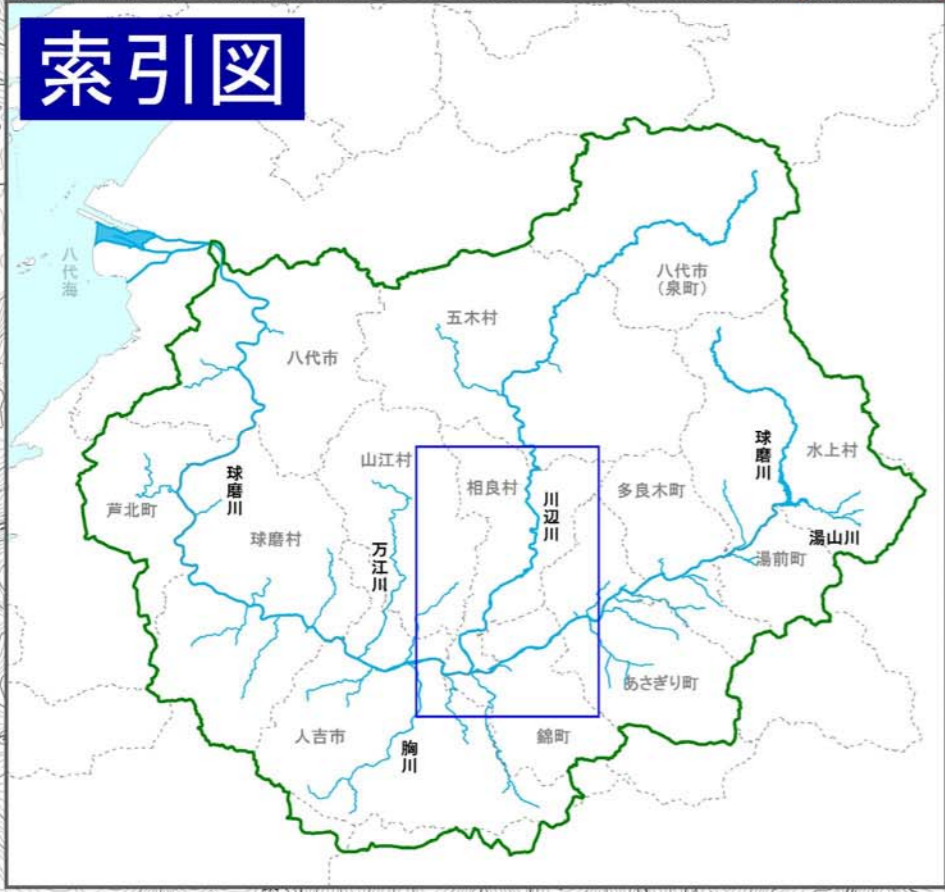 索引図
八代海
八代市
（泉町）
五木村
八代市
球磨川
水上村
山江村
相良村
川辺川
多良木町
球磨川
芦北町
球磨村
万江川
湯山川
湯前町
あさぎり町
人吉市
胸川
錦町